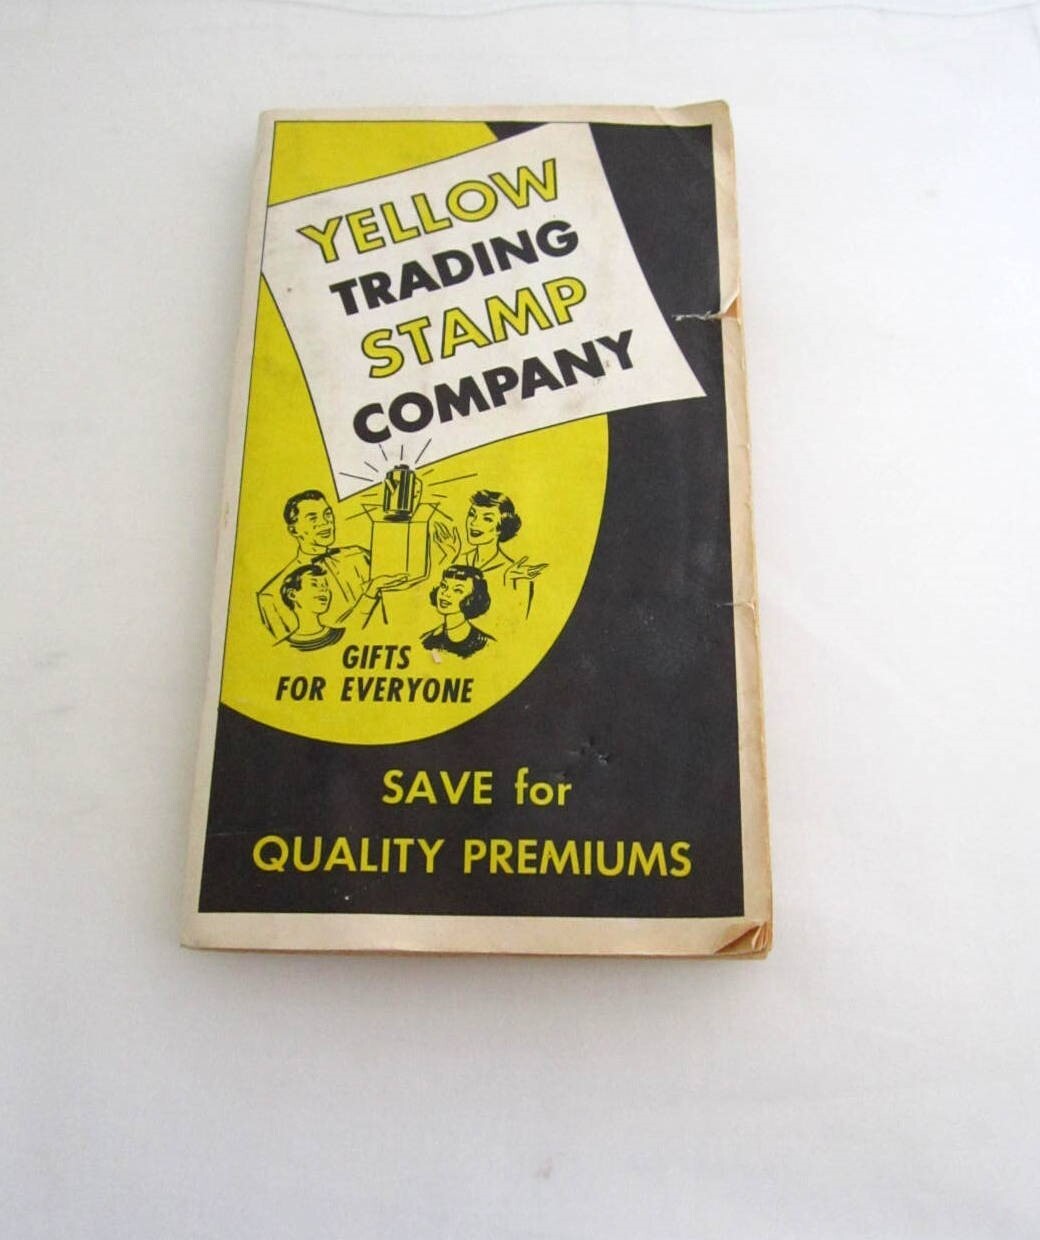 YELLOW
TRADING
STAMP
COMPANY
GIFTS
FOR EVERYONE
SAVE for
QUALITY PREMIUMS